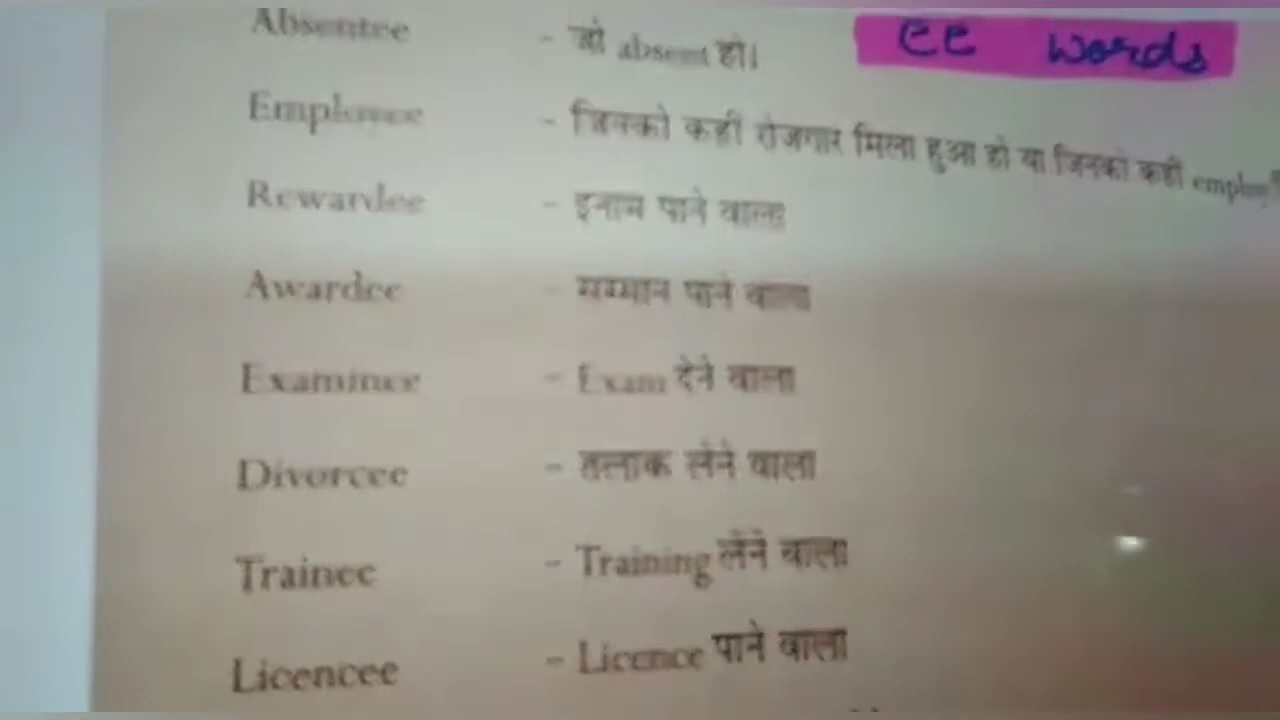 ee words
Absentee - जो absent हो।
Employee - जिनको कहीं रोजगार मिला हुआ हो या जिनको कहीं
Rewardee - इनाम पाने वाला
Awardee - सम्मान पाने वाला
Examinee - Exam देने वाला
Divorcee - तलाक लेने वाला
Trainee - Training लेने वाला
Licencee - Licence पाने वाला